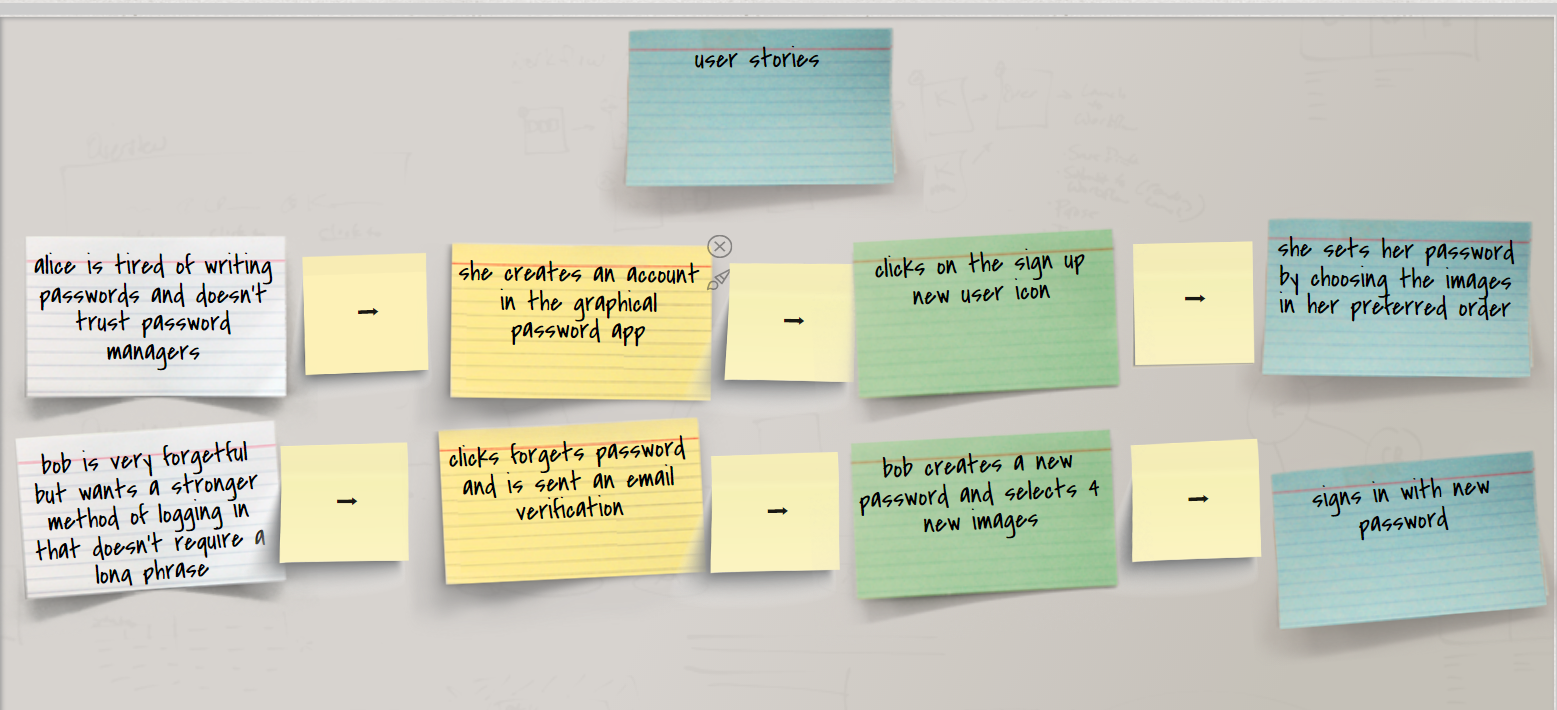 user stories
alice is tired of writing
passwords and doesn't
trust password
managers
→
she creates an account
in the graphical
password app
→
clicks on the sign up
new user icon
→
she sets her password
by choosing the images
in her preferred order
bob is very forgetful
but wants a stronger
method of logging in
that doesn't require a
long phrase
→
clicks forgets password
and is sent an email
verification
→
bob creates a new
password and selects 4
new images
→
signs in with new
password